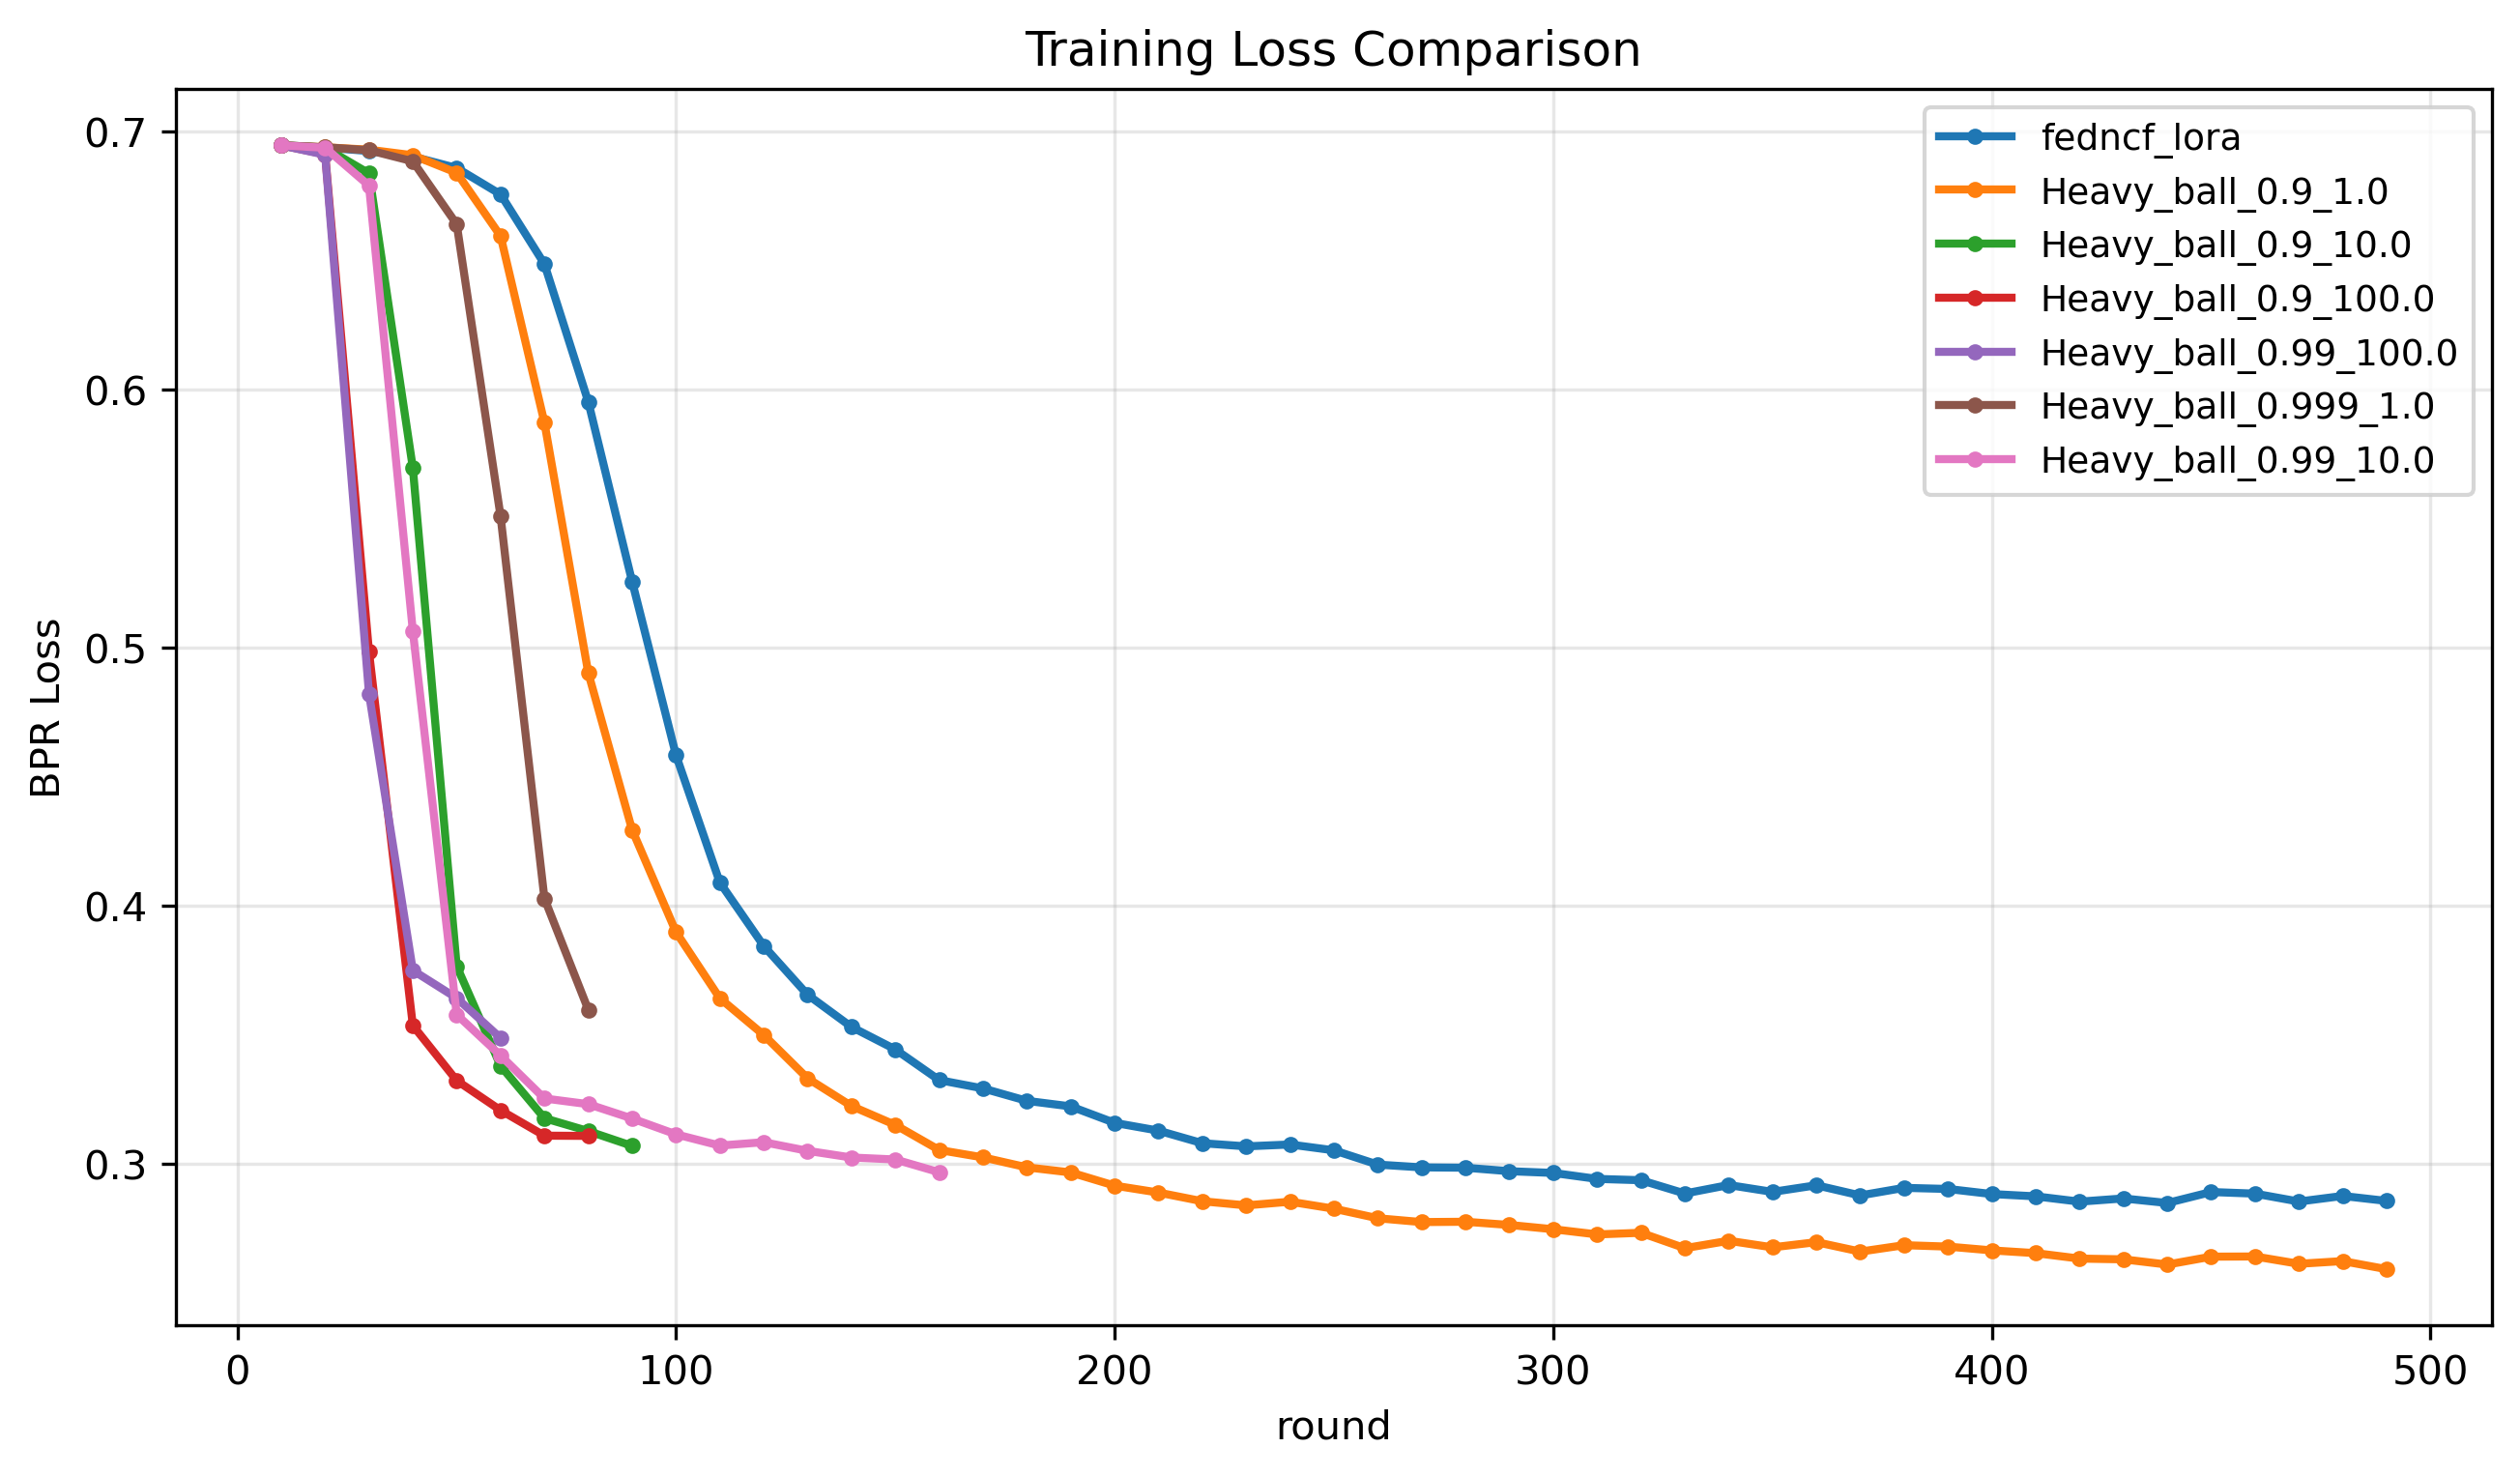 Training Loss Comparison
BPR Loss
0.7
0.6
0.5
0.4
0.3
fedncf_lora
Heavy_ball_0.9_1.0
Heavy_ball_0.9_10.0
Heavy_ball_0.9_100.0
Heavy_ball_0.99_100.0
Heavy_ball_0.999_1.0
Heavy_ball_0.99_10.0
0 100 200 300 400 500
round